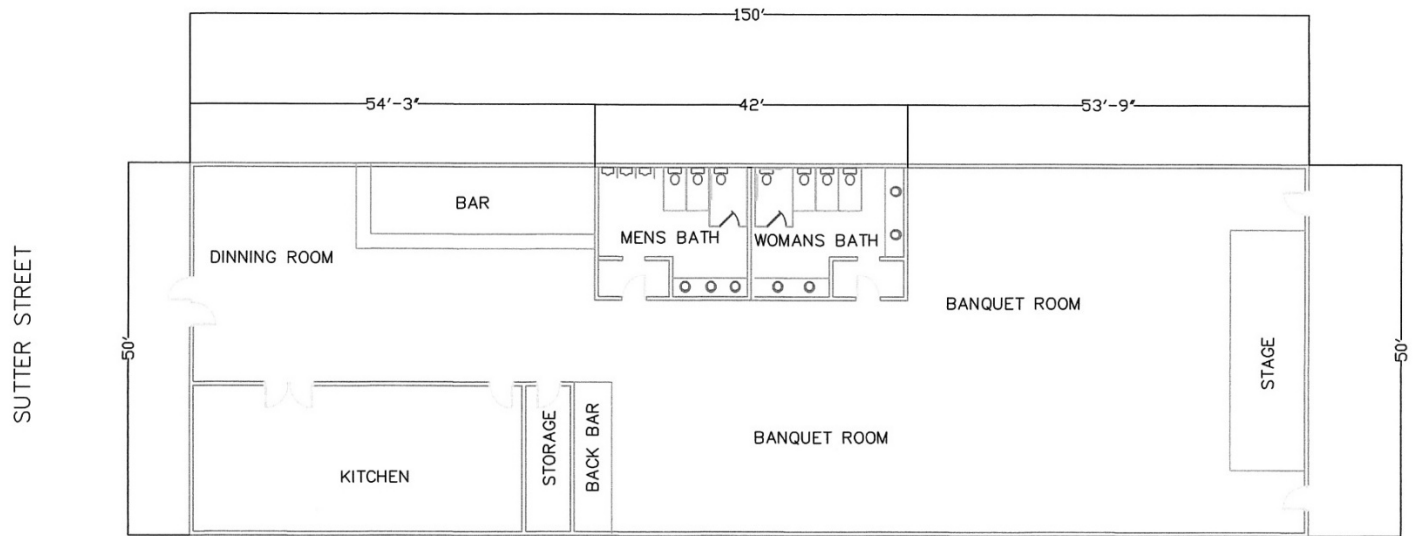 150'
54'-3"
42'
53'-9"
BAR
MENS BATH
WOMANS BATH
DINNING ROOM
SUTTER STREET
BANQUET ROOM
50'
50'
STAGE
BANQUET ROOM
STORAGE
BACK BAR
KITCHEN